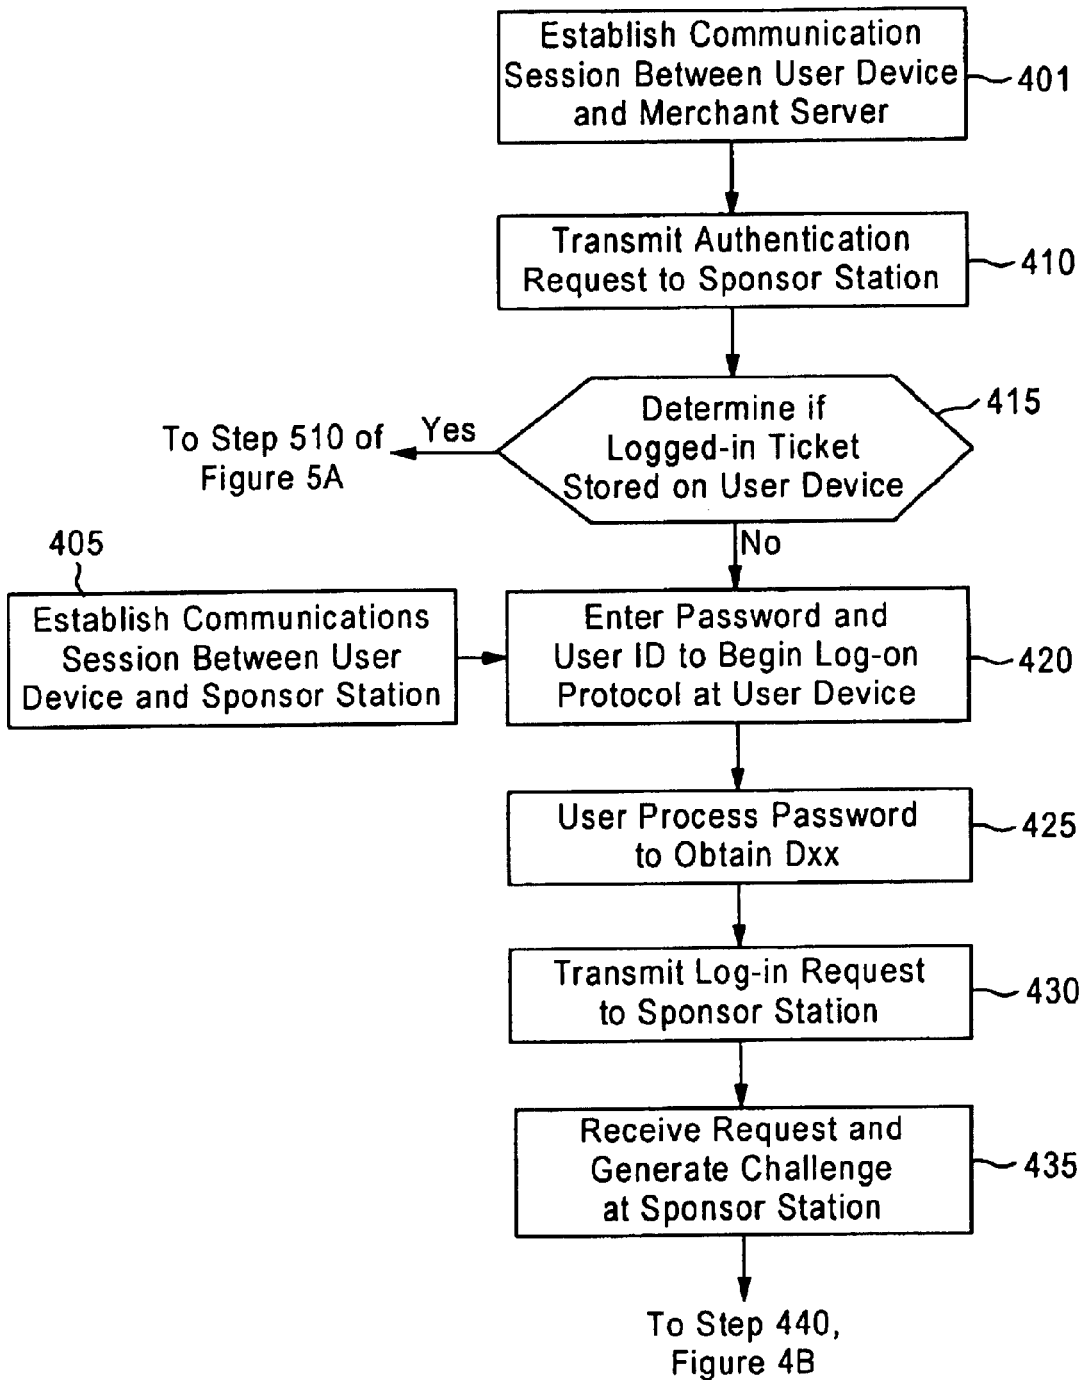 Establish Communication
Session Between User Device
and Merchant Server
401
Transmit Authentication
Request to Sponsor Station
410
Determine if
Logged-in Ticket
Stored on User Device
415
Yes
To Step 510 of
Figure 5A
No
405
Establish Communications
Session Between User
Device and Sponsor Station
Enter Password and
User ID to Begin Log-on
Protocol at User Device
420
User Process Password
to Obtain Dxx
425
Transmit Log-in Request
to Sponsor Station
430
Receive Request and
Generate Challenge
at Sponsor Station
435
To Step 440,
Figure 4B